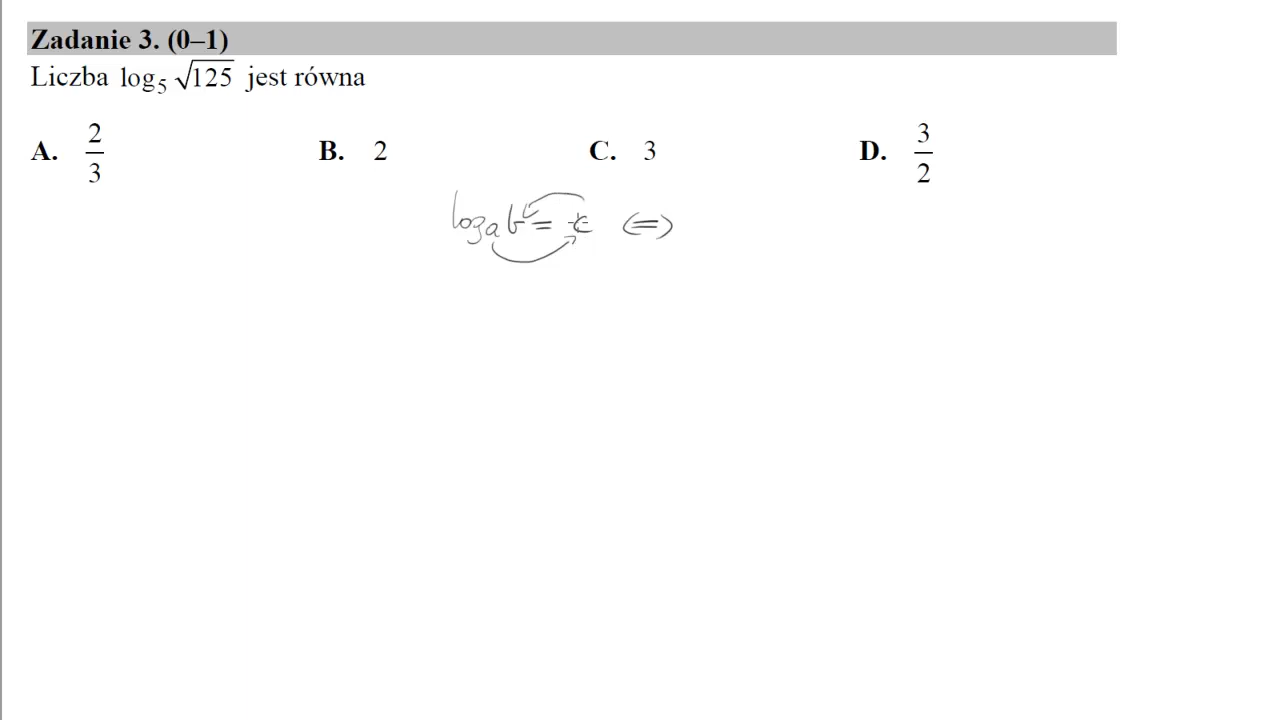 Zadanie 3. (0–1)
Liczba log₅ √125 jest równa
A. 2/3 B. 2 C. 3 D. 3/2
logₐ b = c ⇔